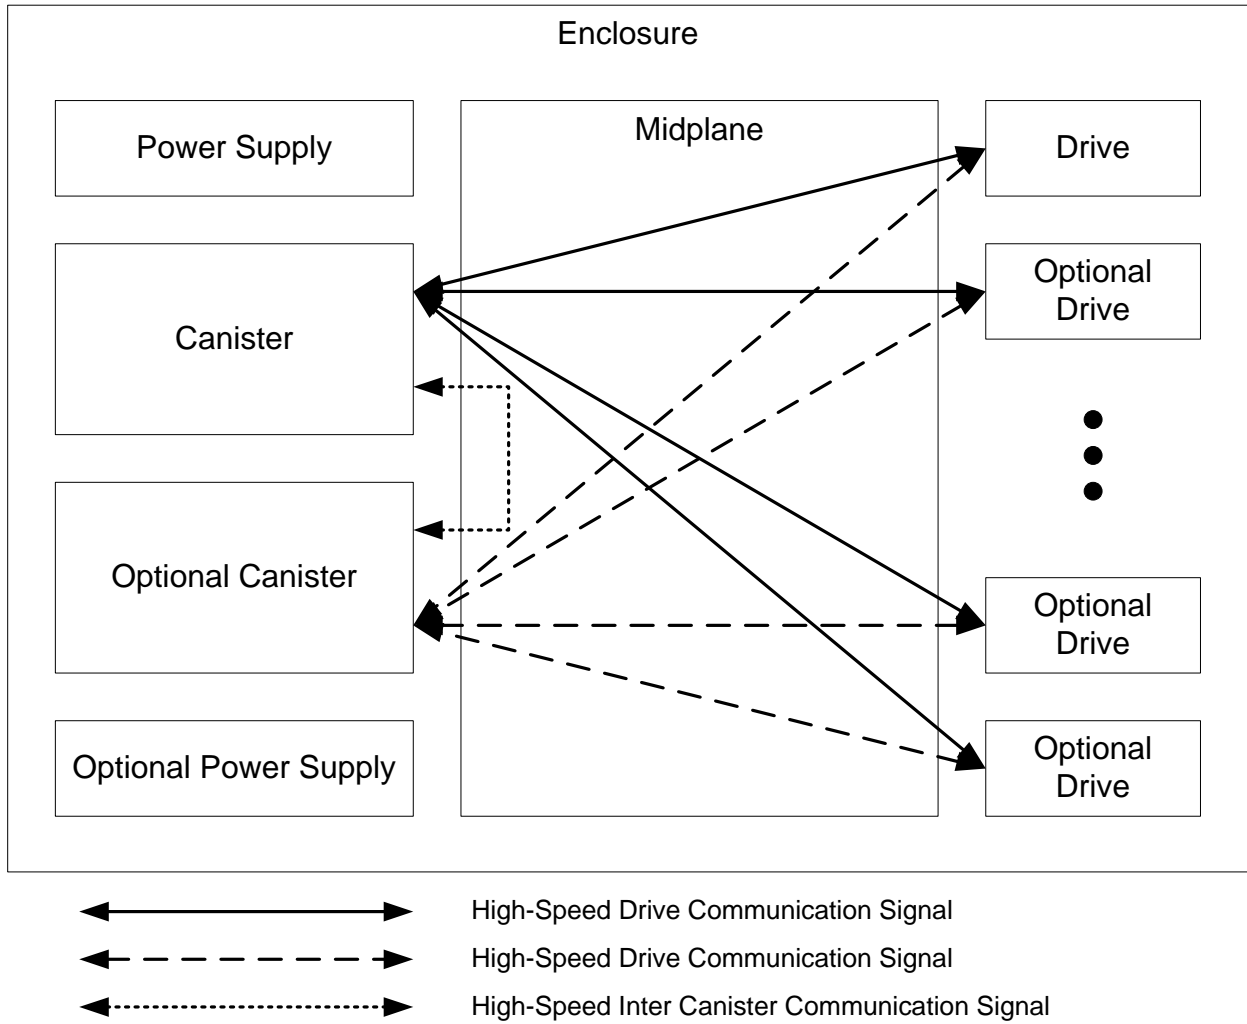 Enclosure
Power Supply
Midplane
Drive
Canister
Optional
Drive
Optional Canister
Optional
Drive
Optional Power Supply
Optional
Drive
High-Speed Drive Communication Signal
High-Speed Drive Communication Signal
High-Speed Inter Canister Communication Signal